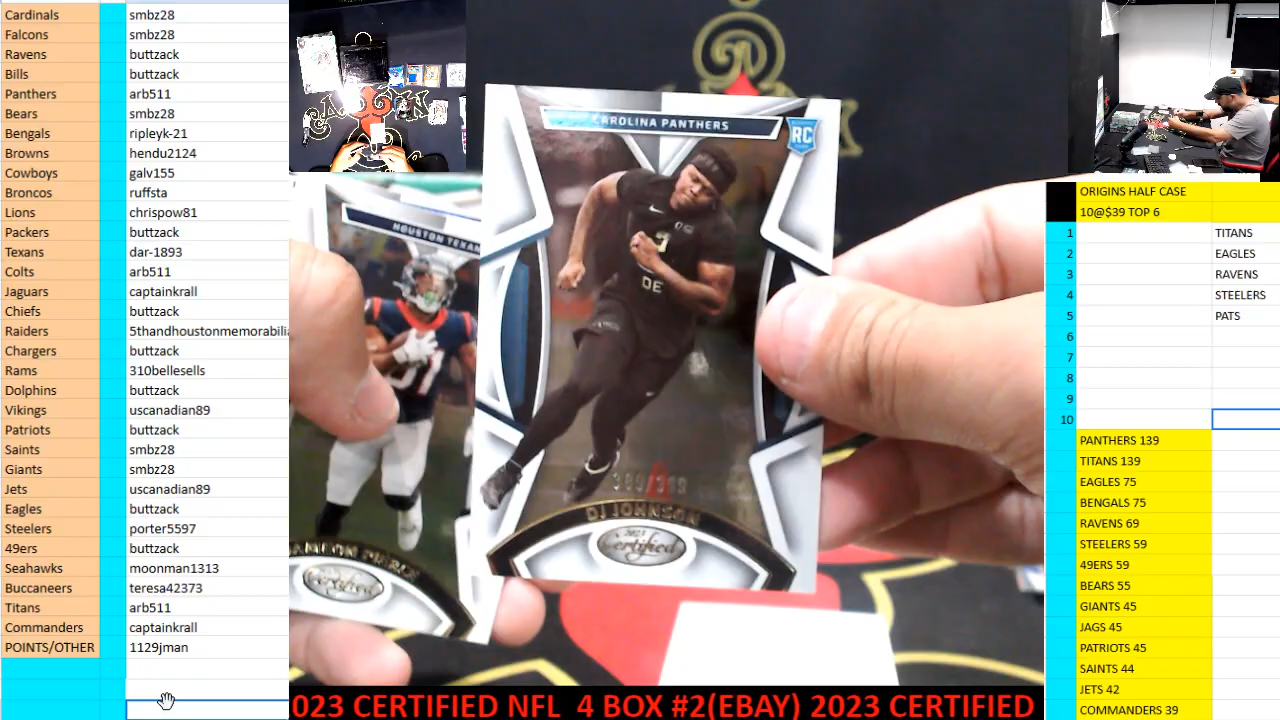 Cardinals smbz28
Falcons smbz28
Ravens buttzack
Bills buttzack
Panthers arb511
Bears smbz28
Bengals ripleyk-21
Browns hendu2124
Cowboys galv155
Broncos ruffsta
Lions chrispow81
Packers buttzack
Texans dar-1893
Colts arb511
Jaguars captainkrall
Chiefs buttzack
Raiders 5thandhoustonmemorabili
Chargers buttzack
Rams 310bellesells
Dolphins buttzack
Vikings uscanadian89
Patriots buttzack
Saints smbz28
Giants smbz28
Jets uscanadian89
Eagles buttzack
Steelers porter5597
49ers buttzack
Seahawks moonman1313
Buccaneers teresa42373
Titans arb511
Commanders captainkrall
POINTS/OTHER 1129jman
CAROLINA PANTHERS
RC
DE
DJ JOHNSON
2023
Certified
HOUSTON TEXAN
Certified
ORIGINS HALF CASE
10@$39 TOP 6
1 TITANS
2 EAGLES
3 RAVENS
4 STEELERS
5 PATS
6
7
8
9
10
PANTHERS 139
TITANS 139
EAGLES 75
BENGALS 75
RAVENS 69
STEELERS 59
49ERS 59
BEARS 55
GIANTS 45
JAGS 45
PATRIOTS 45
SAINTS 44
JETS 42
COMMANDERS 39
023 CERTIFIED NFL 4 BOX #2(EBAY) 2023 CERTIFIED